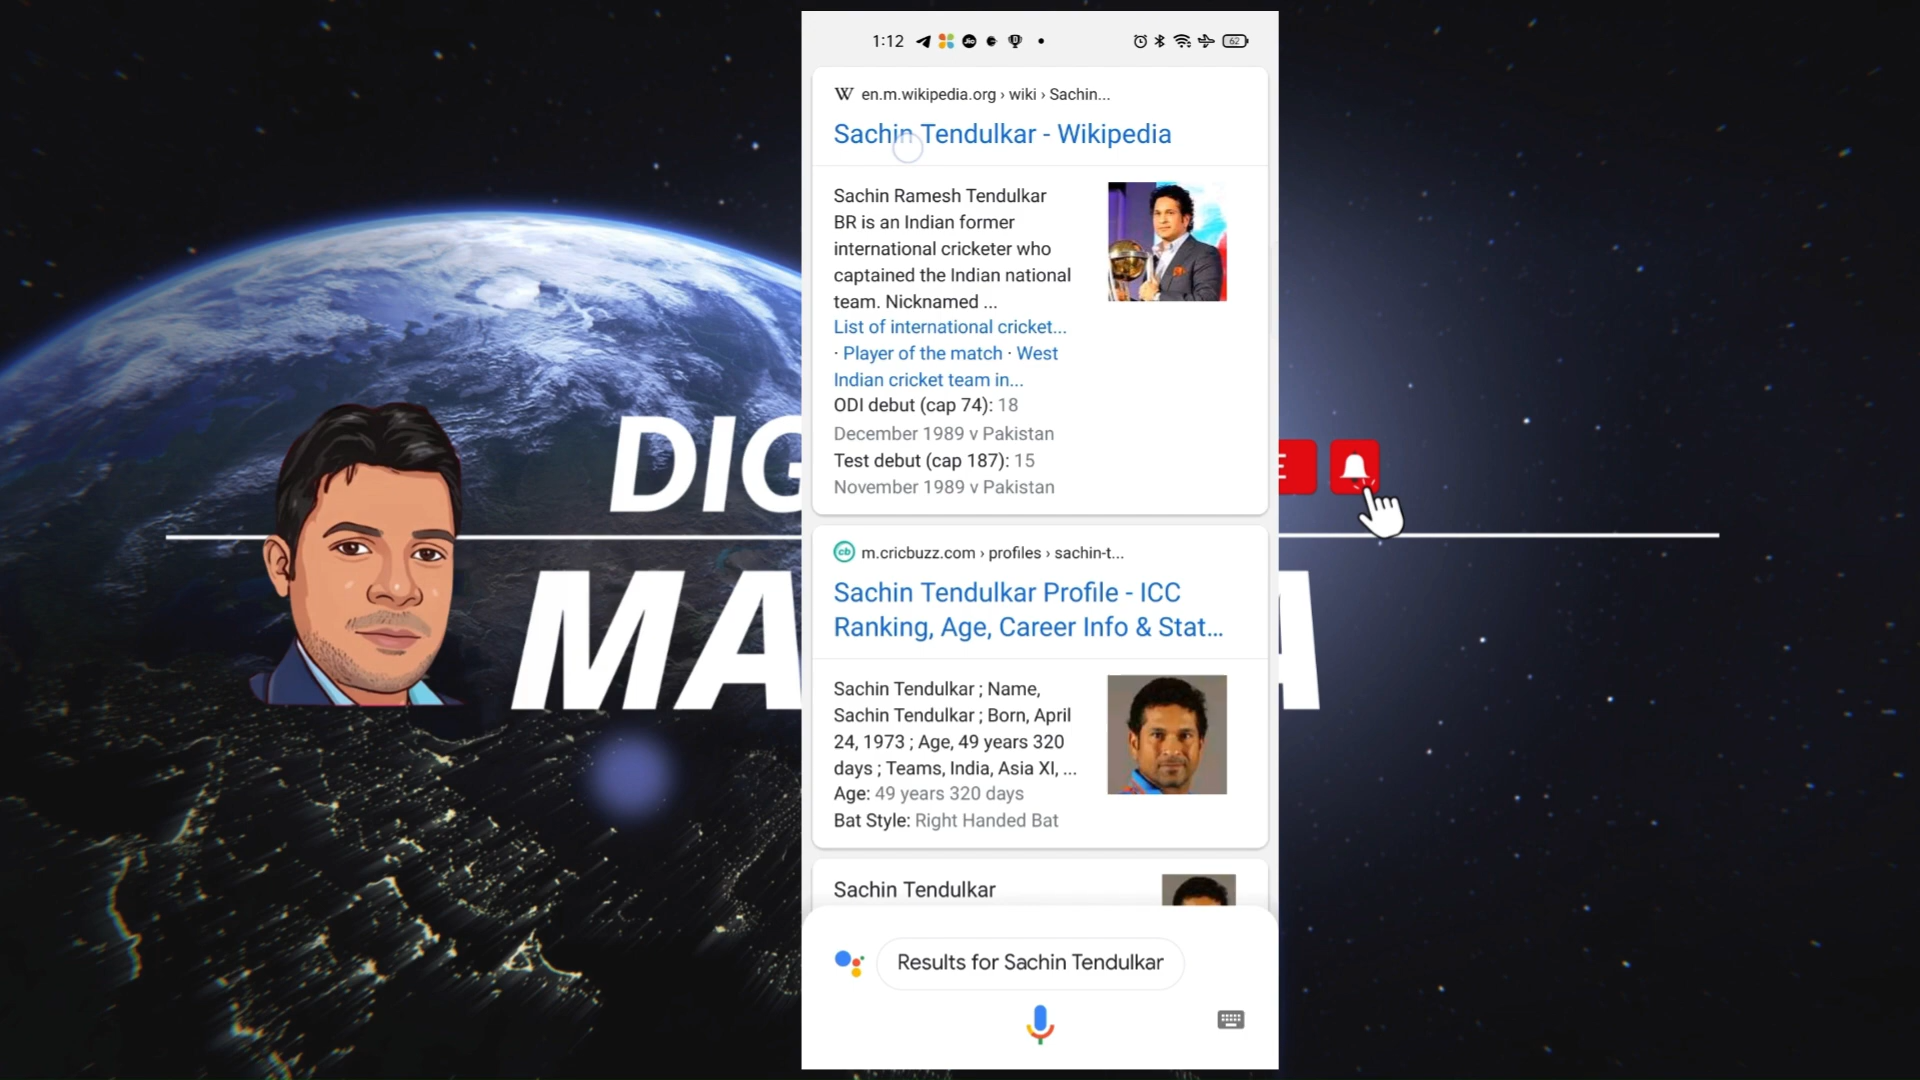 1:12
Jio
62
W en.m.wikipedia.org › wiki › Sachin...
Sachin Tendulkar - Wikipedia
Sachin Ramesh Tendulkar
BR is an Indian former
international cricketer who
captained the Indian national
team. Nicknamed ...
List of international cricket...
· Player of the match · West
Indian cricket team in...
ODI debut (cap 74): 18
December 1989 v Pakistan
Test debut (cap 187): 15
November 1989 v Pakistan
DIG
E
MA
A
cb m.cricbuzz.com › profiles › sachin-t...
Sachin Tendulkar Profile - ICC
Ranking, Age, Career Info & Stat...
Sachin Tendulkar ; Name,
Sachin Tendulkar ; Born, April
24, 1973 ; Age, 49 years 320
days ; Teams, India, Asia XI, ...
Age: 49 years 320 days
Bat Style: Right Handed Bat
Sachin Tendulkar
Results for Sachin Tendulkar